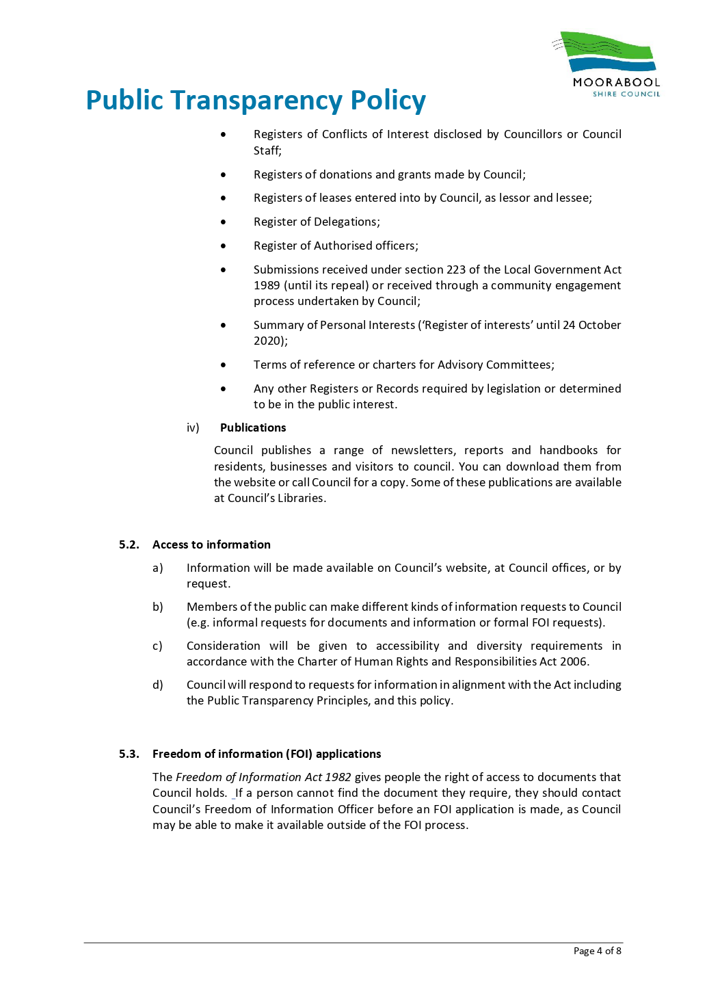 MOORABOOL
SHIRE COUNCIL
Public Transparency Policy
• Registers of Conflicts of Interest disclosed by Councillors or Council
Staff;
• Registers of donations and grants made by Council;
• Registers of leases entered into by Council, as lessor and lessee;
• Register of Delegations;
• Register of Authorised officers;
• Submissions received under section 223 of the Local Government Act
1989 (until its repeal) or received through a community engagement
process undertaken by Council;
• Summary of Personal Interests (‘Register of interests’ until 24 October
2020);
• Terms of reference or charters for Advisory Committees;
• Any other Registers or Records required by legislation or determined
to be in the public interest.
iv) Publications
Council publishes a range of newsletters, reports and handbooks for
residents, businesses and visitors to council. You can download them from
the website or call Council for a copy. Some of these publications are available
at Council’s Libraries.
5.2. Access to information
a) Information will be made available on Council’s website, at Council offices, or by
request.
b) Members of the public can make different kinds of information requests to Council
(e.g. informal requests for documents and information or formal FOI requests).
c) Consideration will be given to accessibility and diversity requirements in
accordance with the Charter of Human Rights and Responsibilities Act 2006.
d) Council will respond to requests for information in alignment with the Act including
the Public Transparency Principles, and this policy.
5.3. Freedom of information (FOI) applications
The Freedom of Information Act 1982 gives people the right of access to documents that
Council holds. If a person cannot find the document they require, they should contact
Council’s Freedom of Information Officer before an FOI application is made, as Council
may be able to make it available outside of the FOI process.
Page 4 of 8